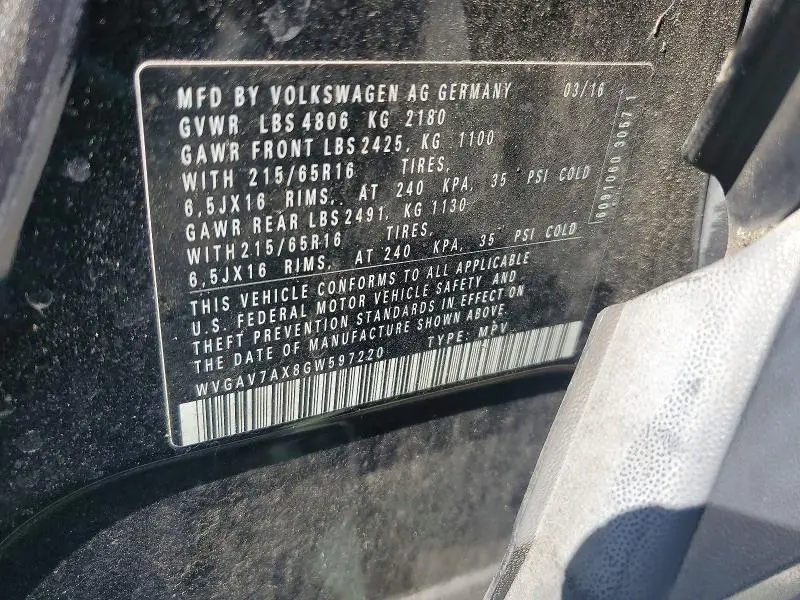 MFD BY VOLKSWAGEN AG GERMANY 03/16
GVWR LBS 4806 KG 2180
GAWR FRONT LBS 2425, KG 1100
WITH 215/65R16 TIRES,
6,5JX16 RIMS, AT 240 KPA, 35 PSI COLD
GAWR REAR LBS 2491, KG 1130
WITH 215/65R16 TIRES,
6,5JX16 RIMS, AT 240 KPA, 35 PSI COLD
THIS VEHICLE CONFORMS TO ALL APPLICABLE
U.S. FEDERAL MOTOR VEHICLE SAFETY AND
THEFT PREVENTION STANDARDS IN EFFECT ON
THE DATE OF MANUFACTURE SHOWN ABOVE.
WVGAV7AX8GW597220 TYPE: MPV